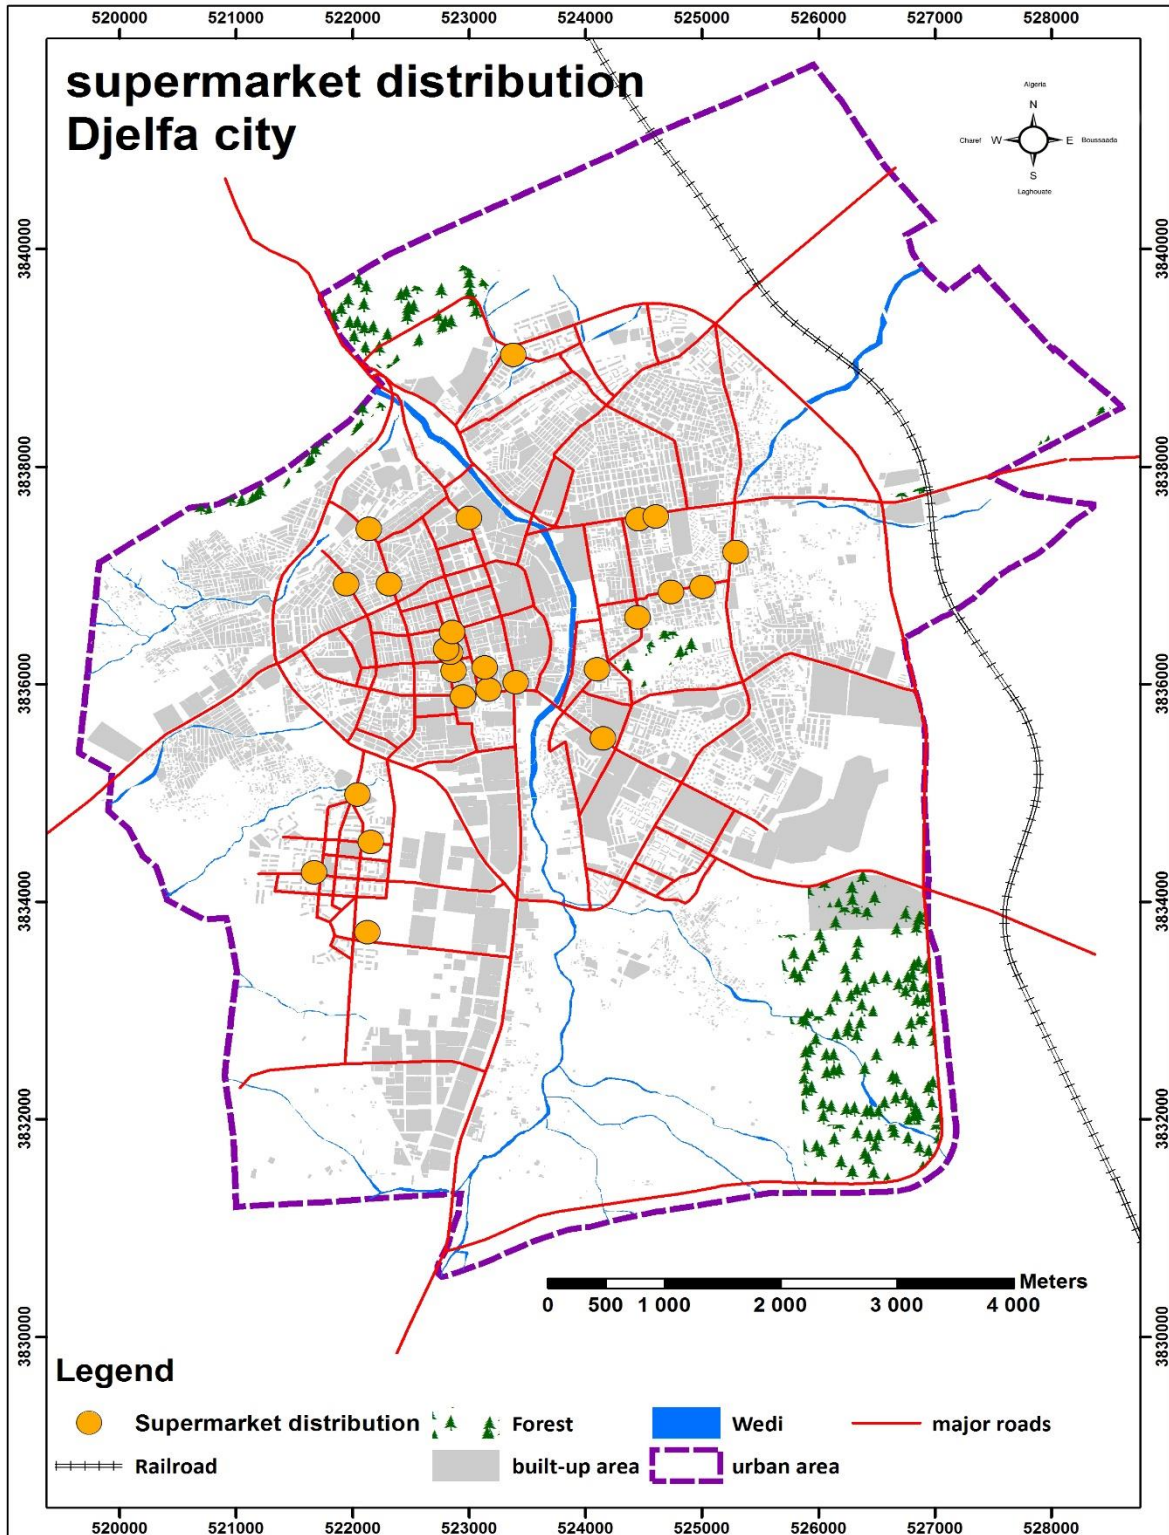 520000 521000 522000 523000 524000 525000 526000 527000 528000
supermarket distribution
Djelfa city
Algeria
N
Charef W E Boussaada
S
Laghouate
3840000 3840000
3838000 3838000
3836000 3836000
3834000 3834000
3832000 3832000
3830000 3830000
Meters
0 500 1 000 2 000 3 000 4 000
Legend
Supermarket distribution Forest Wedi major roads
Railroad built-up area urban area
520000 521000 522000 523000 524000 525000 526000 527000 528000